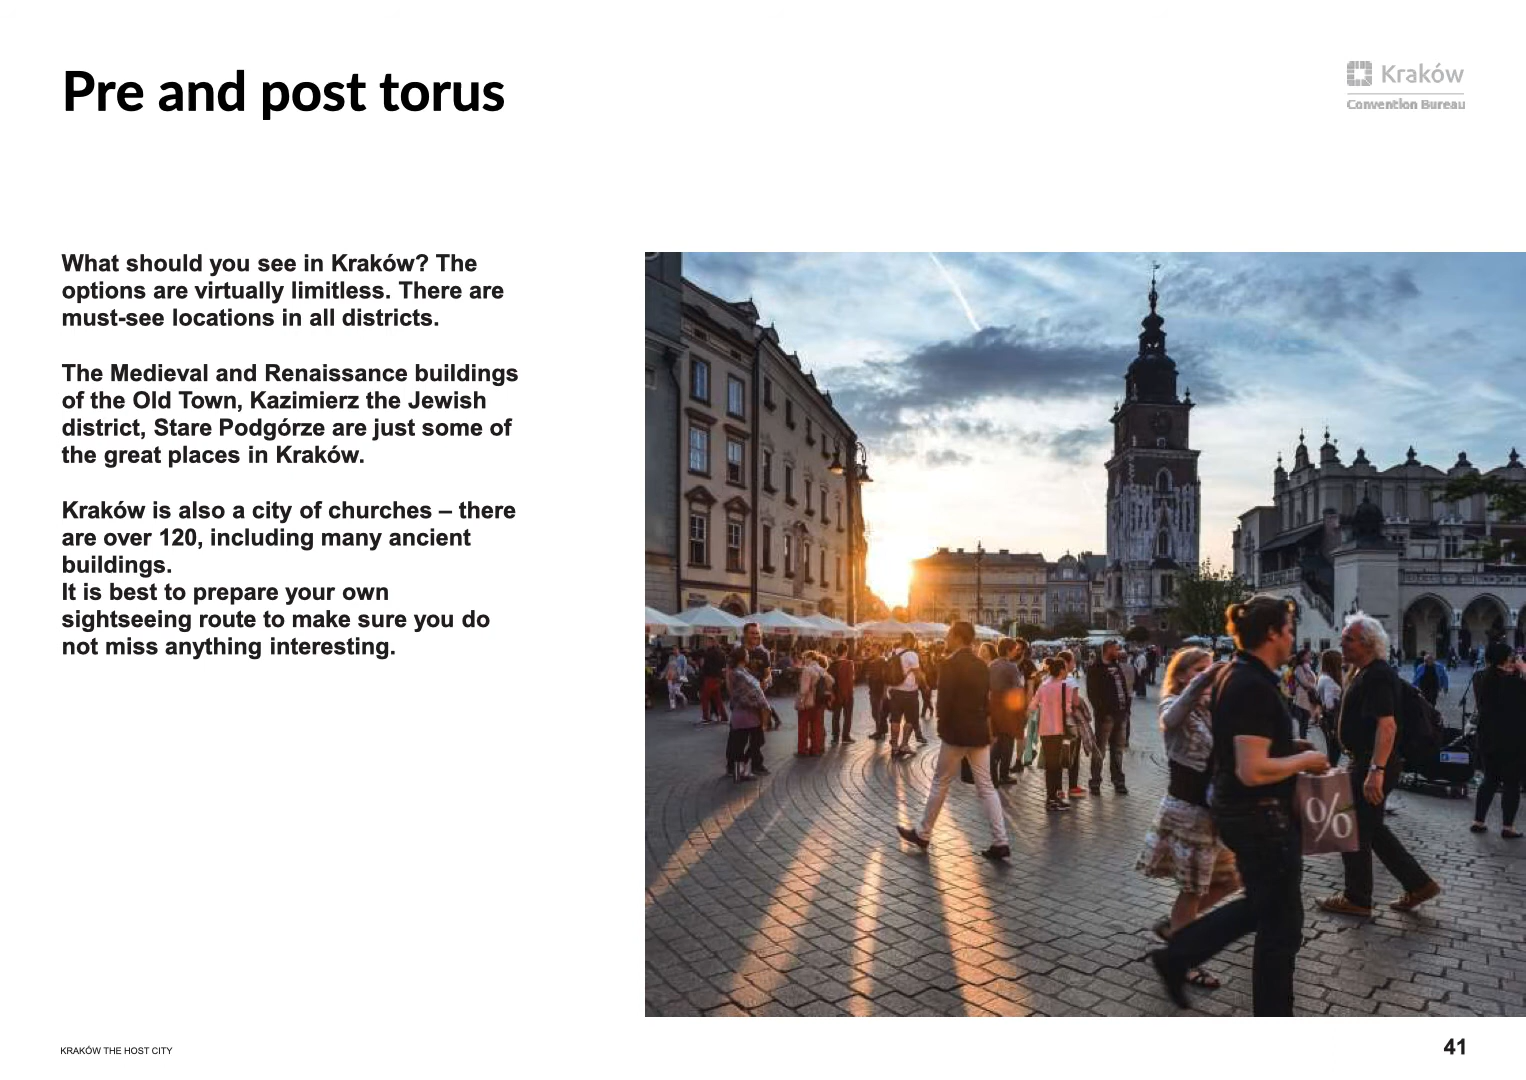 Pre and post torus
Kraków
Convention Bureau
What should you see in Kraków? The
options are virtually limitless. There are
must-see locations in all districts.
The Medieval and Renaissance buildings
of the Old Town, Kazimierz the Jewish
district, Stare Podgórze are just some of
the great places in Kraków.
Kraków is also a city of churches – there
are over 120, including many ancient
buildings.
It is best to prepare your own
sightseeing route to make sure you do
not miss anything interesting.
%
KRAKÓW THE HOST CITY
41